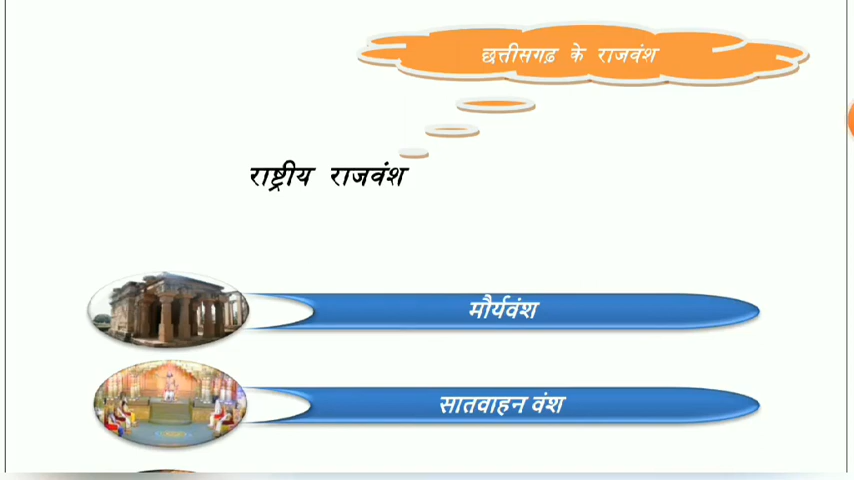 छत्तीसगढ़ के राजवंश
राष्ट्रीय राजवंश
मौर्यवंश
सातवाहन वंश